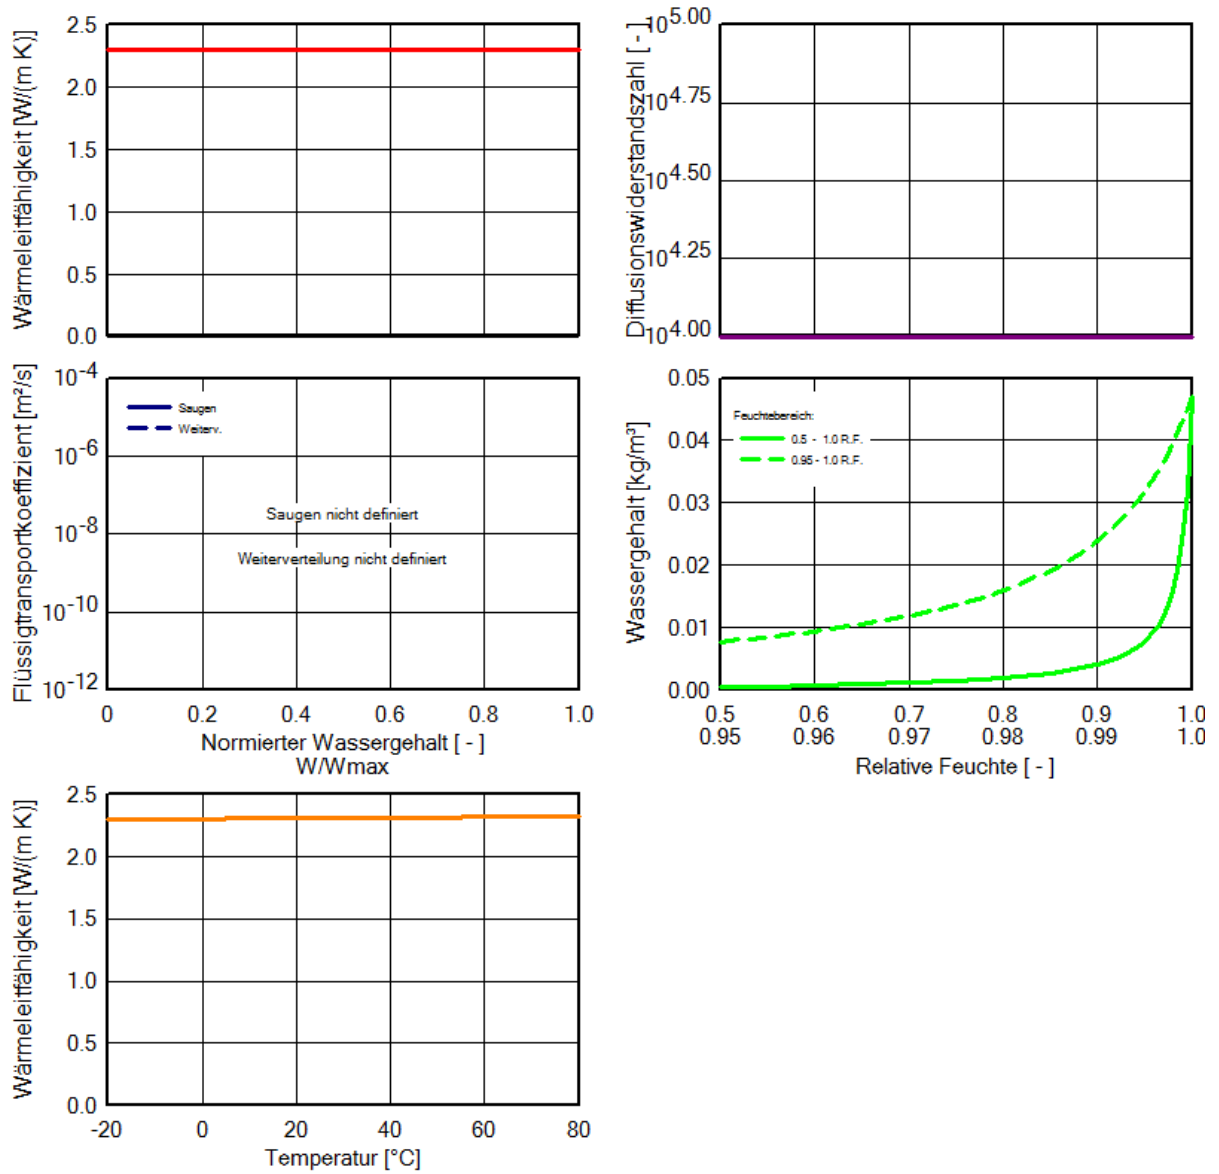 Wärmeleitfähigkeit [W/(m K)]
2.5
2.0
1.5
1.0
0.5
0.0
Diffusionswiderstandszahl [ - ]
10^5.00
10^4.75
10^4.50
10^4.25
10^4.00
Flüssigtransportkoeffizient [m²/s]
10^-4
10^-6
10^-8
10^-10
10^-12
Saugen
Weiterv.
Saugen nicht definiert
Weiterverteilung nicht definiert
0 0.2 0.4 0.6 0.8 1.0
Normierter Wassergehalt [ - ]
W/Wmax
Wassergehalt [kg/m³]
0.05
0.04
0.03
0.02
0.01
0.00
Feuchtebereich:
0.5 - 1.0 R.F.
0.95 - 1.0 R.F.
0.5 0.6 0.7 0.8 0.9 1.0
0.95 0.96 0.97 0.98 0.99 1.0
Relative Feuchte [ - ]
Wärmeleitfähigkeit [W/(m K)]
2.5
2.0
1.5
1.0
0.5
0.0
-20 0 20 40 60 80
Temperatur [°C]